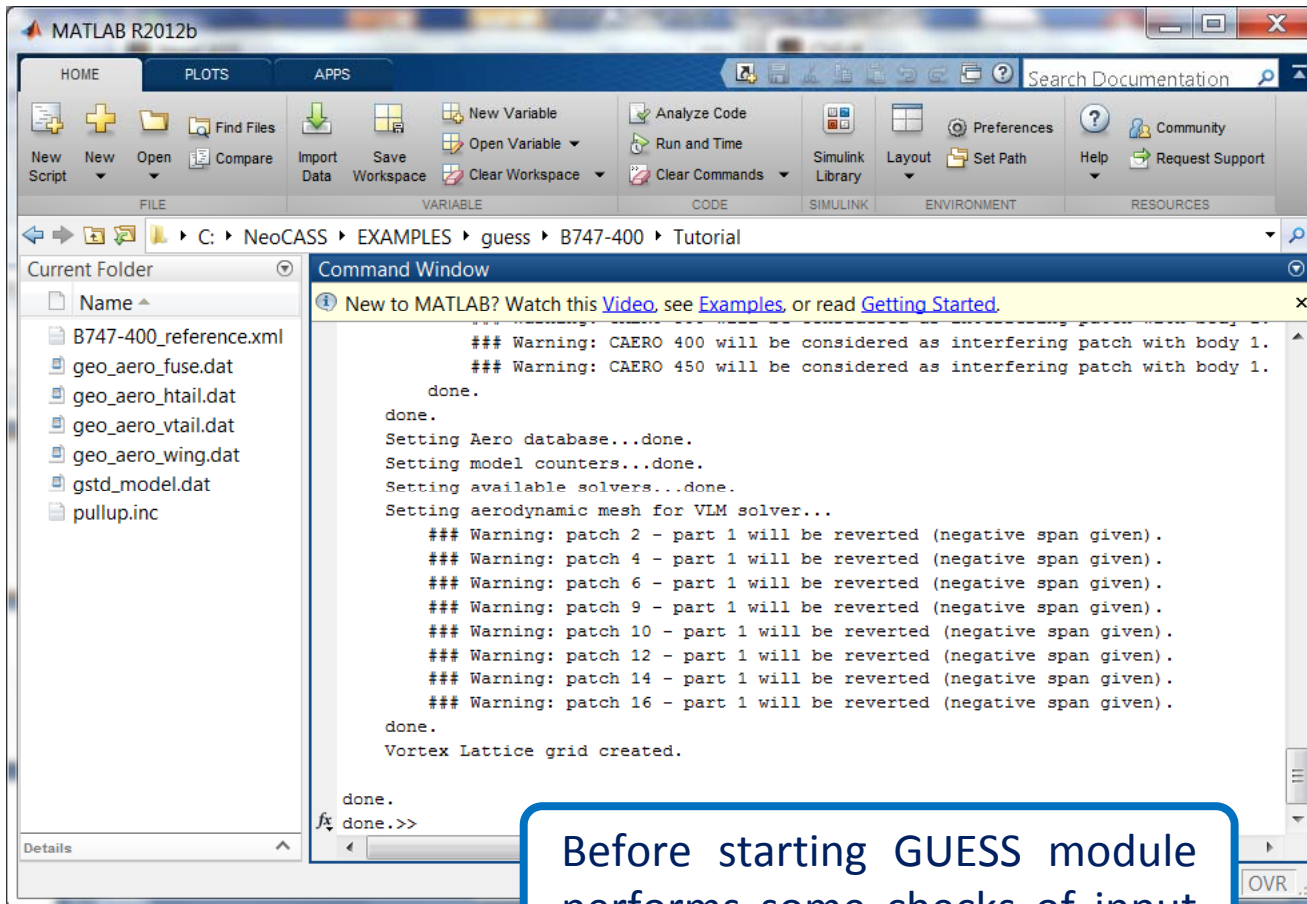 MATLAB R2012b
HOME PLOTS APPS Search Documentation
New Script
New
Open
Find Files
Compare
FILE
Import Data
Save Workspace
New Variable
Open Variable
Clear Workspace
VARIABLE
Analyze Code
Run and Time
Clear Commands
CODE
Simulink Library
SIMULINK
Layout
Preferences
Set Path
ENVIRONMENT
Help
Community
Request Support
RESOURCES
C: NeoCASS EXAMPLES guess B747-400 Tutorial
Current Folder
Name
B747-400_reference.xml
geo_aero_fuse.dat
geo_aero_htail.dat
geo_aero_vtail.dat
geo_aero_wing.dat
gstd_model.dat
pullup.inc
Details
Command Window
New to MATLAB? Watch this Video, see Examples, or read Getting Started.
### Warning: CAERO 400 will be considered as interfering patch with body 1.
### Warning: CAERO 450 will be considered as interfering patch with body 1.
done.
done.
Setting Aero database...done.
Setting model counters...done.
Setting available solvers...done.
Setting aerodynamic mesh for VLM solver...
### Warning: patch 2 - part 1 will be reverted (negative span given).
### Warning: patch 4 - part 1 will be reverted (negative span given).
### Warning: patch 6 - part 1 will be reverted (negative span given).
### Warning: patch 9 - part 1 will be reverted (negative span given).
### Warning: patch 10 - part 1 will be reverted (negative span given).
### Warning: patch 12 - part 1 will be reverted (negative span given).
### Warning: patch 14 - part 1 will be reverted (negative span given).
### Warning: patch 16 - part 1 will be reverted (negative span given).
done.
Vortex Lattice grid created.
done.
fx done.>>
OVR
Before starting GUESS module
performs some checks of input